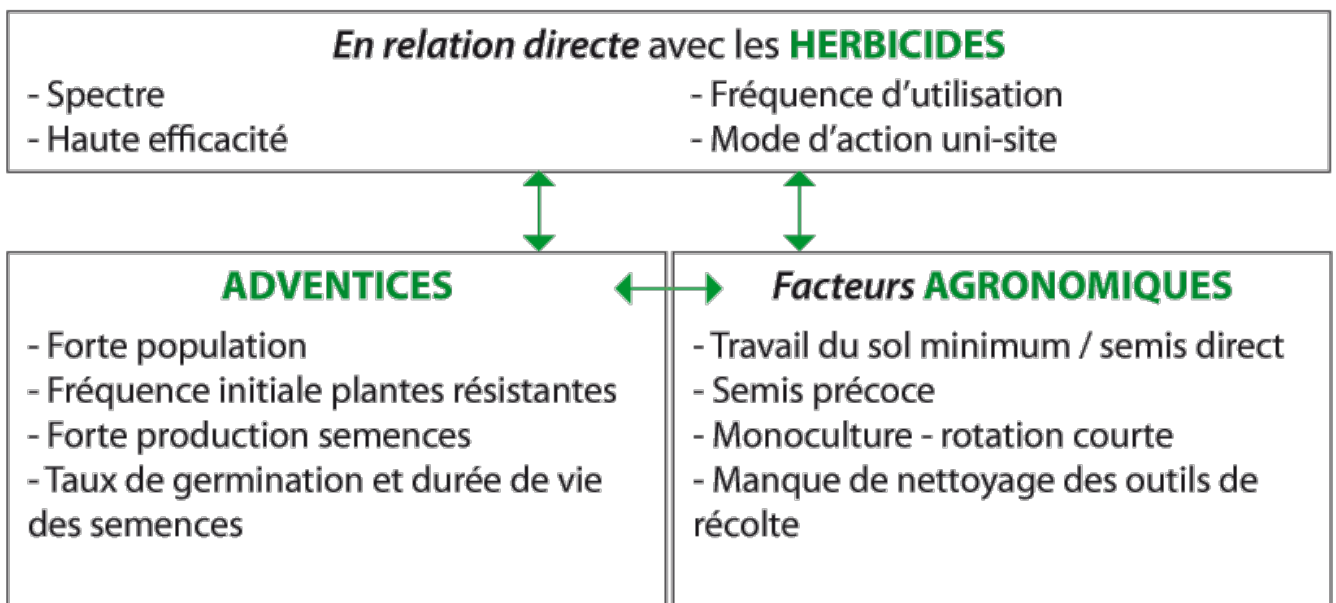 En relation directe avec les HERBICIDES
- Spectre
- Haute efficacité
- Fréquence d’utilisation
- Mode d’action uni-site
ADVENTICES
- Forte population
- Fréquence initiale plantes résistantes
- Forte production semences
- Taux de germination et durée de vie
des semences
Facteurs AGRONOMIQUES
- Travail du sol minimum / semis direct
- Semis précoce
- Monoculture - rotation courte
- Manque de nettoyage des outils de
récolte